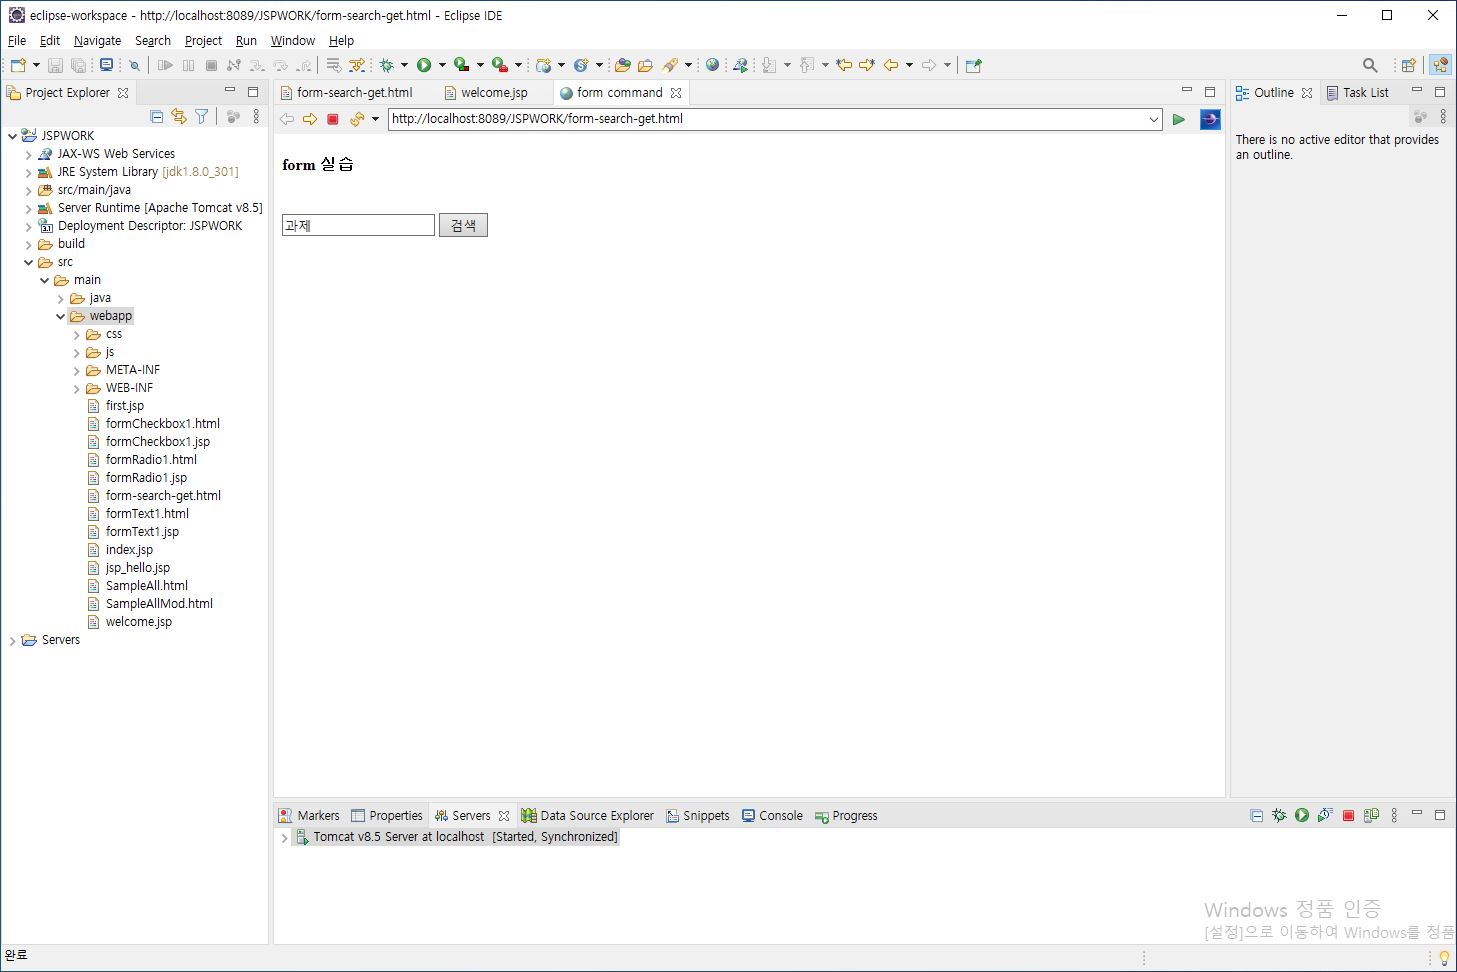 eclipse-workspace - http://localhost:8089/JSPWORK/form-search-get.html - Eclipse IDE
File Edit Navigate Search Project Run Window Help
Project Explorer
JSPWORK
JAX-WS Web Services
JRE System Library [jdk1.8.0_301]
src/main/java
Server Runtime [Apache Tomcat v8.5]
3.1 Deployment Descriptor: JSPWORK
build
src
main
java
webapp
css
js
META-INF
WEB-INF
first.jsp
formCheckbox1.html
formCheckbox1.jsp
formRadio1.html
formRadio1.jsp
form-search-get.html
formText1.html
formText1.jsp
index.jsp
jsp_hello.jsp
SampleAll.html
SampleAllMod.html
welcome.jsp
Servers
form-search-get.html welcome.jsp form command
http://localhost:8089/JSPWORK/form-search-get.html
form 실습
과제 검색
Outline Task List
There is no active editor that provides
an outline.
Markers Properties Servers Data Source Explorer Snippets Console Progress
Tomcat v8.5 Server at localhost [Started, Synchronized]
Windows 정품 인증
[설정]으로 이동하여 Windows를 정품
완료